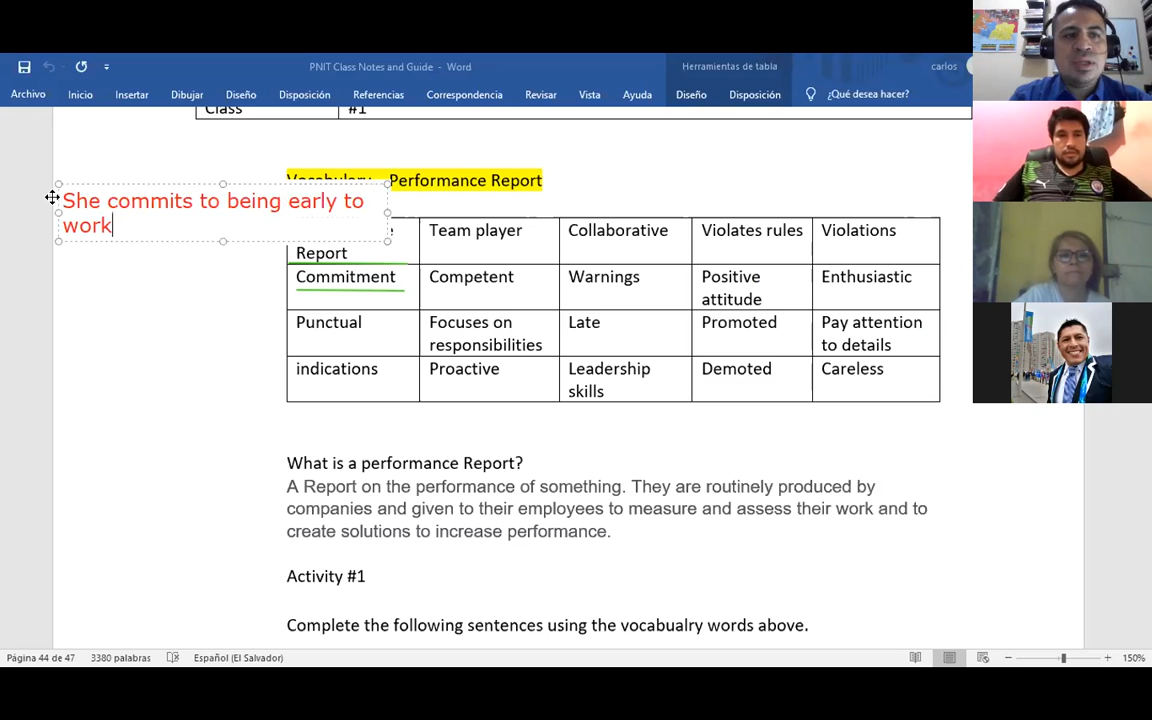 PNIT Class Notes and Guide - Word
Herramientas de tabla
carlos
Archivo Inicio Insertar Dibujar Diseño Disposición Referencias Correspondencia Revisar Vista Ayuda Diseño Disposición ¿Qué desea hacer?
Class #1
Vocabulary Performance Report
She commits to being early to
work
Report Team player Collaborative Violates rules Violations
Commitment Competent Warnings Positive attitude Enthusiastic
Punctual Focuses on responsibilities Late Promoted Pay attention to details
indications Proactive Leadership skills Demoted Careless
What is a performance Report?
A Report on the performance of something. They are routinely produced by
companies and given to their employees to measure and assess their work and to
create solutions to increase performance.
Activity #1
Complete the following sentences using the vocabualry words above.
Página 44 de 47 3380 palabras Español (El Salvador) 150%